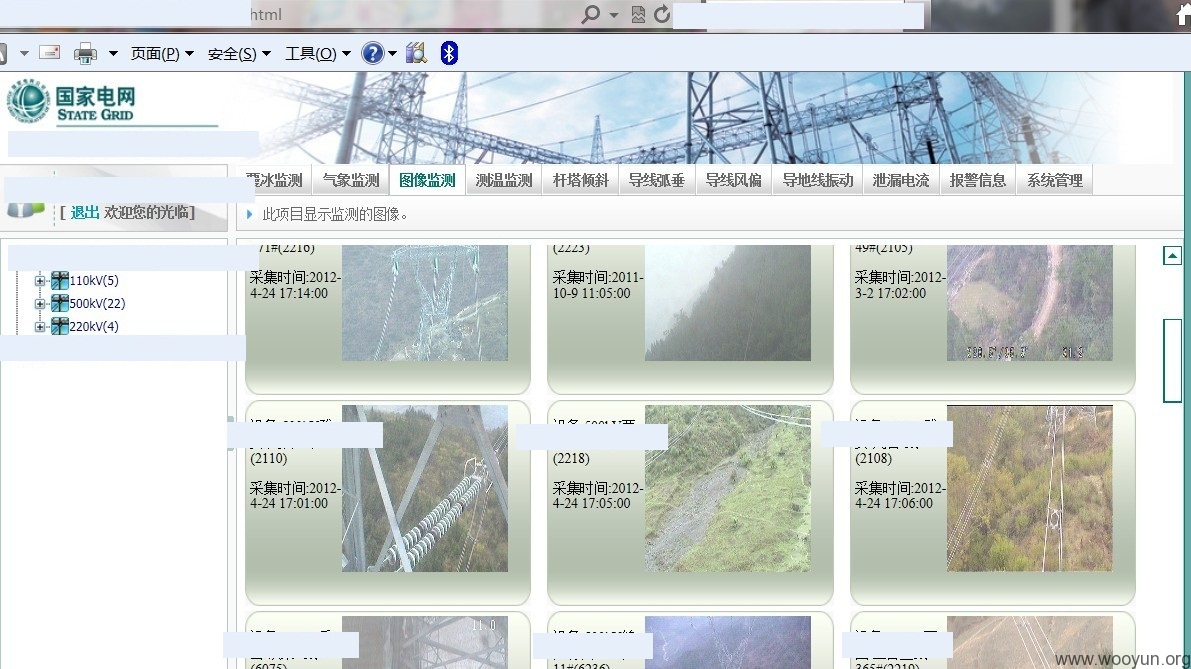 html
页面(P) 安全(S) 工具(O)
国家电网
STATE GRID
覆冰监测 气象监测 图像监测 测温监测 杆塔倾斜 导线弧垂 导线风偏 导地线振动 泄漏电流 报警信息 系统管理
[ 退出 欢迎您的光临]
此项目显示监测的图像。
110kV(5)
500kV(22)
220kV(4)
71#(2216)
采集时间:2012-
4-24 17:14:00
(2223)
采集时间:2011-
10-9 11:05:00
49#(2105)
采集时间:2012-
3-2 17:02:00
(2110)
采集时间:2012-
4-24 17:01:00
(2218)
采集时间:2012-
4-24 17:05:00
(2108)
采集时间:2012-
4-24 17:06:00
(6075)
11#(6236)
365#(2219)
www.wooyun.org